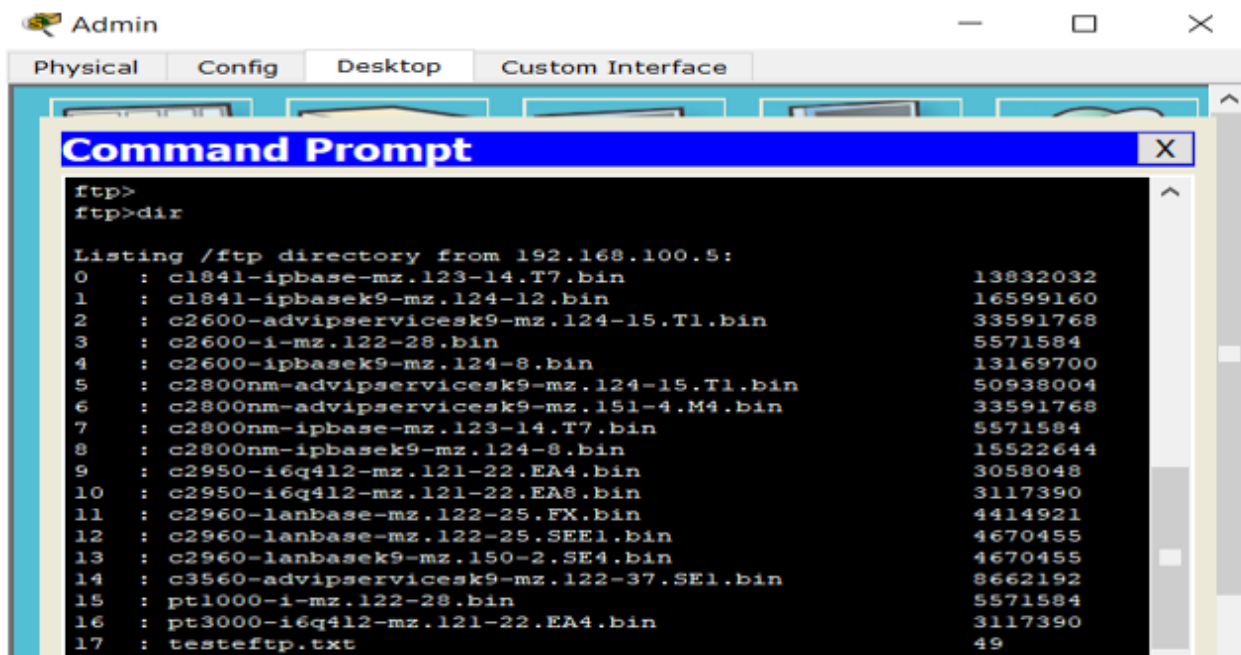 Admin
Physical Config Desktop Custom Interface
Command Prompt X
ftp>
ftp>dir
Listing /ftp directory from 192.168.100.5:
0 : c1841-ipbase-mz.123-14.T7.bin 13832032
1 : c1841-ipbasek9-mz.124-12.bin 16599160
2 : c2600-advipservicesk9-mz.124-15.T1.bin 33591768
3 : c2600-i-mz.122-28.bin 5571584
4 : c2600-ipbasek9-mz.124-8.bin 13169700
5 : c2800nm-advipservicesk9-mz.124-15.T1.bin 50938004
6 : c2800nm-advipservicesk9-mz.151-4.M4.bin 33591768
7 : c2800nm-ipbase-mz.123-14.T7.bin 5571584
8 : c2800nm-ipbasek9-mz.124-8.bin 15522644
9 : c2950-i6q4l2-mz.121-22.EA4.bin 3058048
10 : c2950-i6q4l2-mz.121-22.EA8.bin 3117390
11 : c2960-lanbase-mz.122-25.FX.bin 4414921
12 : c2960-lanbase-mz.122-25.SEE1.bin 4670455
13 : c2960-lanbasek9-mz.150-2.SE4.bin 4670455
14 : c3560-advipservicesk9-mz.122-37.SE1.bin 8662192
15 : pt1000-i-mz.122-28.bin 5571584
16 : pt3000-i6q4l2-mz.121-22.EA4.bin 3117390
17 : testeftp.txt 49